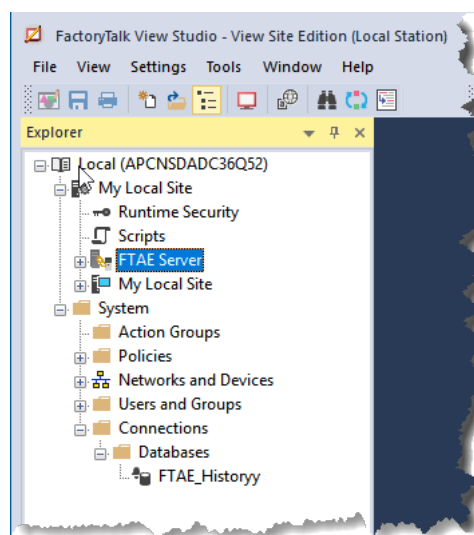 FactoryTalk View Studio - View Site Edition (Local Station)
File View Settings Tools Window Help
Explorer
Local (APCNSDADC36Q52)
My Local Site
Runtime Security
Scripts
FTAE Server
My Local Site
System
Action Groups
Policies
Networks and Devices
Users and Groups
Connections
Databases
FTAE_Historyy